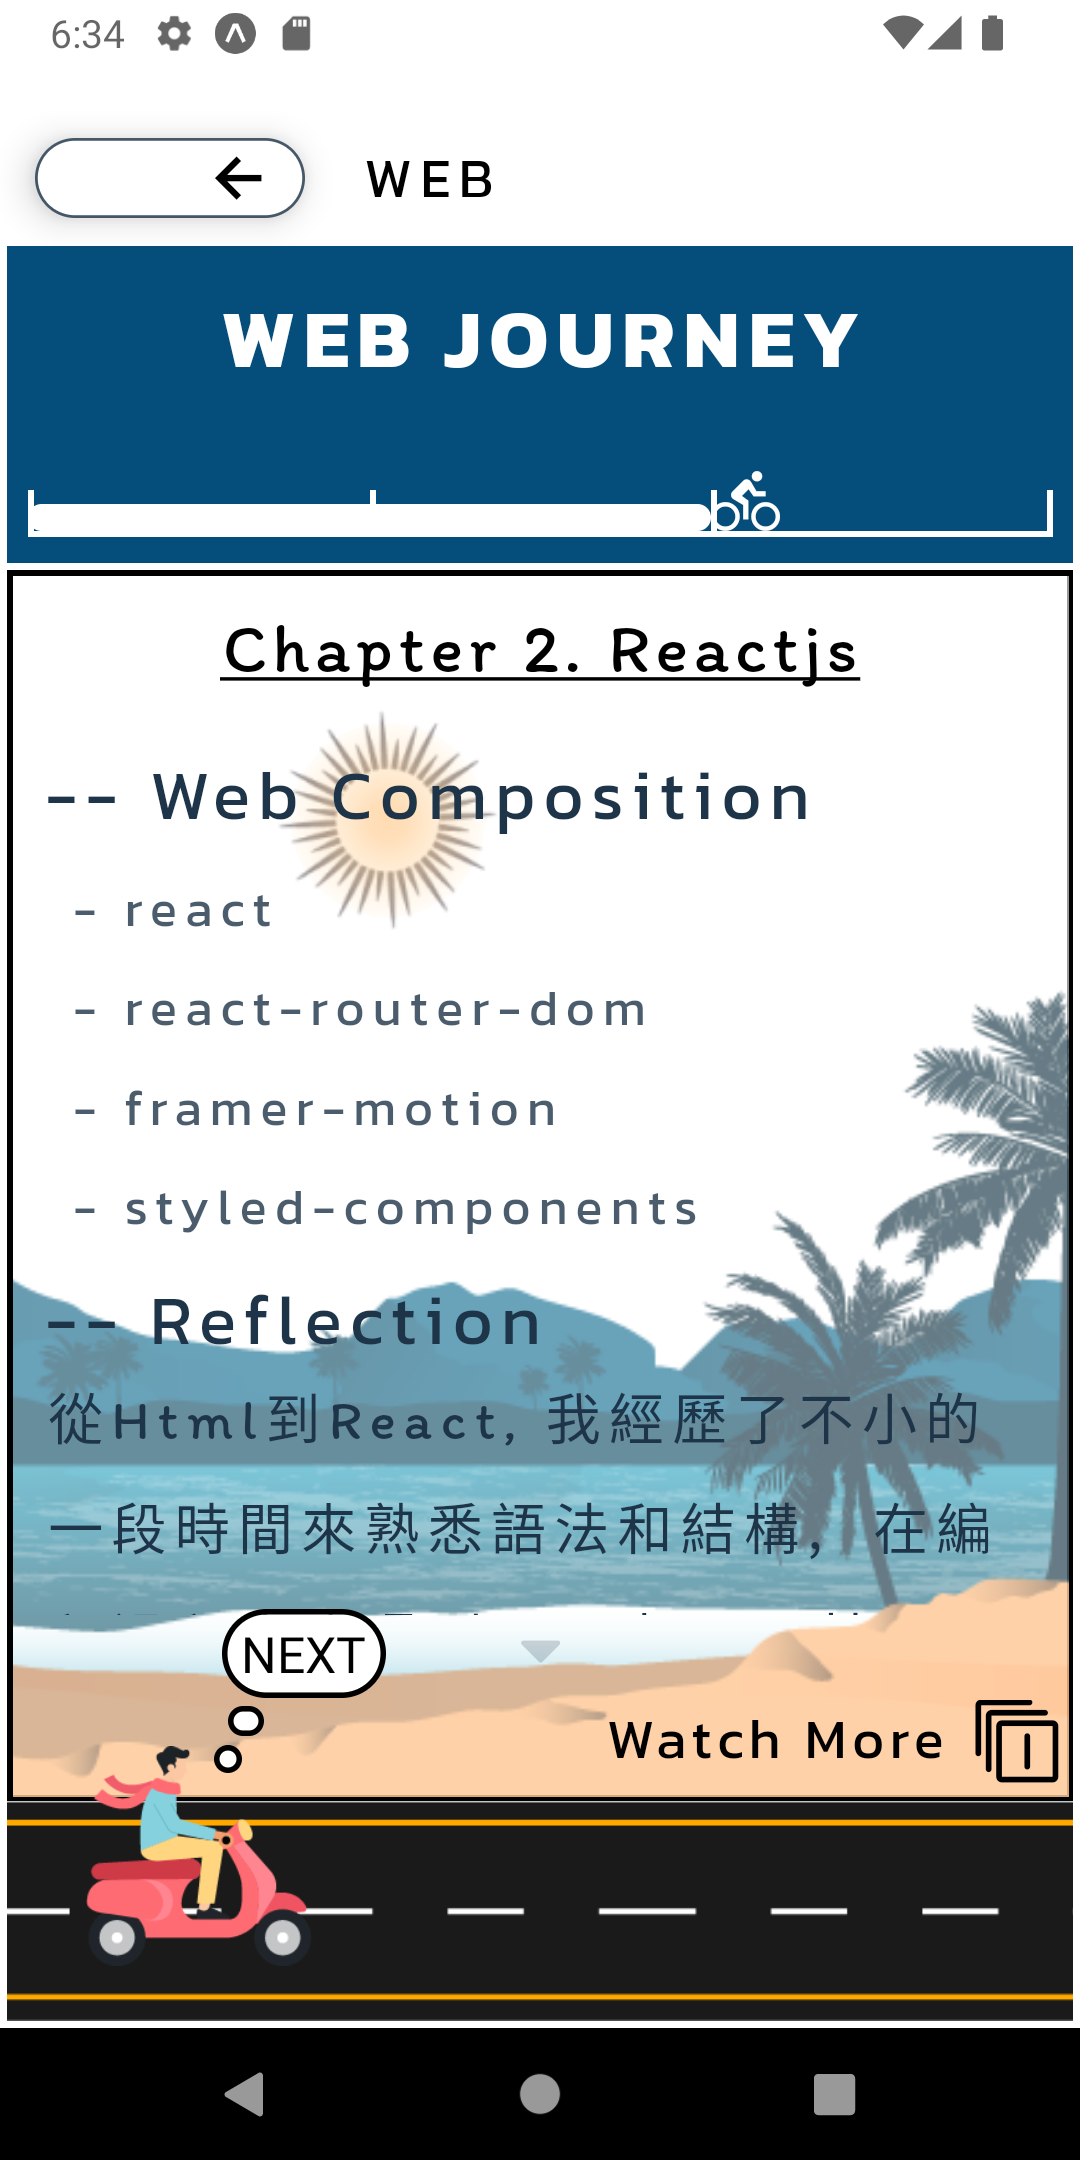 6:34
WEB
WEB JOURNEY
Chapter 2. Reactjs
-- Web Composition
- react
- react-router-dom
- framer-motion
- styled-components
-- Reflection
從Html到React, 我經歷了不小的
一段時間來熟悉語法和結構，在編
NEXT
Watch More